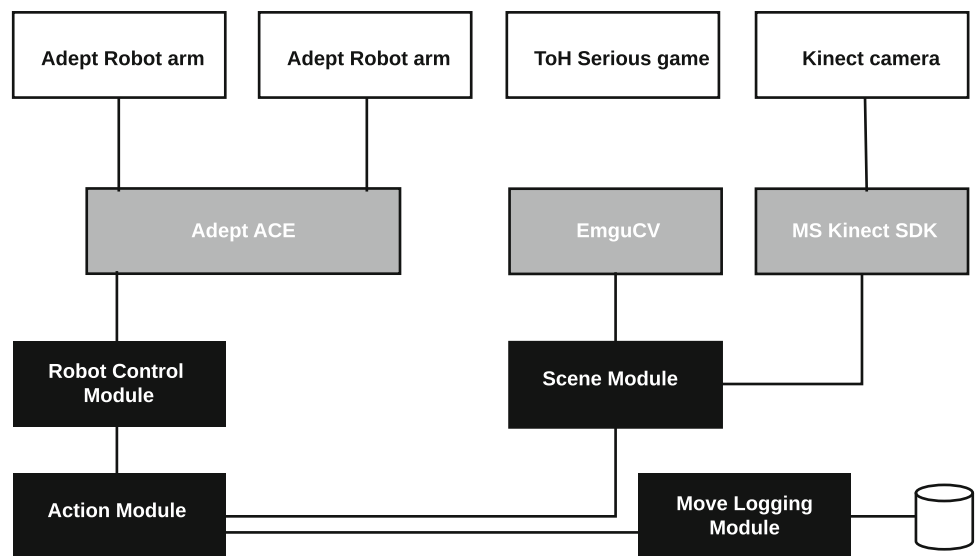 Adept Robot arm
Adept Robot arm
ToH Serious game
Kinect camera
Adept ACE
EmguCV
MS Kinect SDK
Robot Control
Module
Scene Module
Action Module
Move Logging
Module